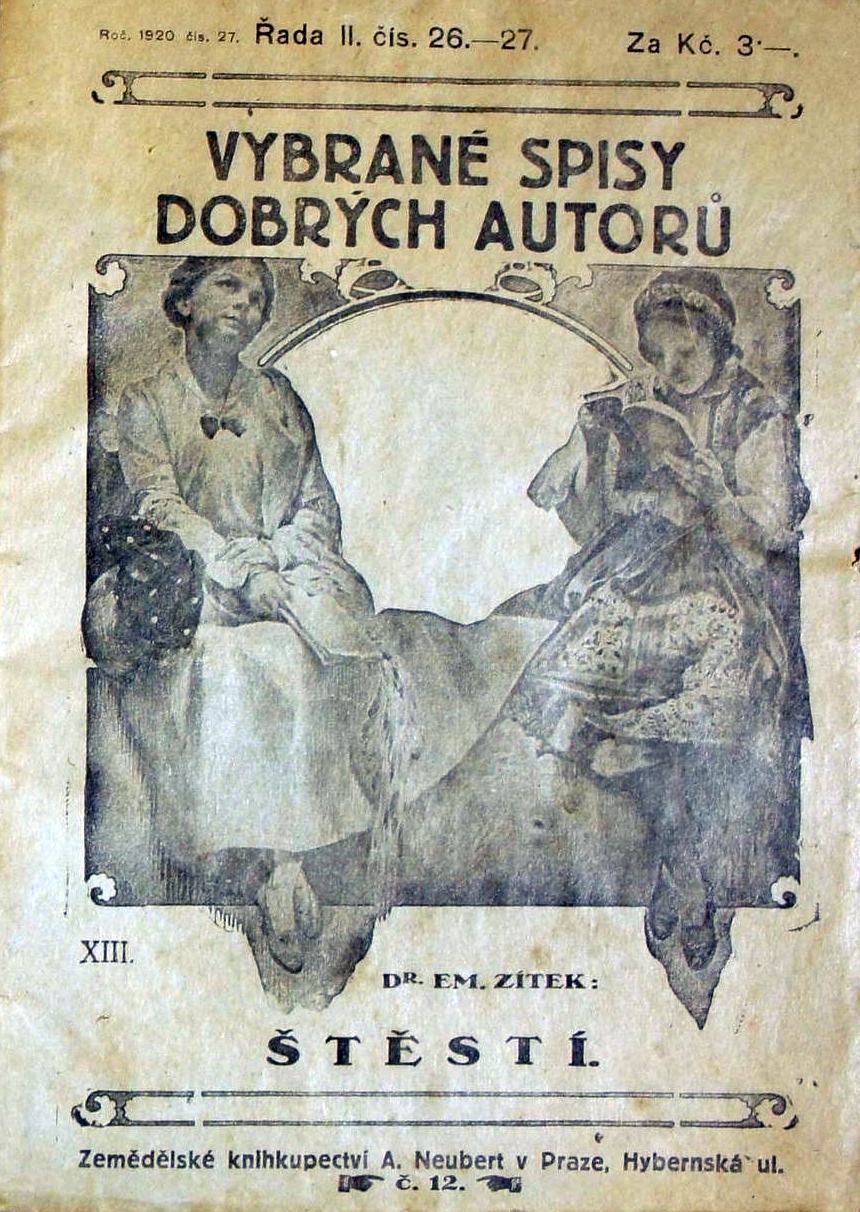 Roč. 1920 čís. 27. Řada II. čís. 26.—27. Za Kč. 3·—.
VYBRANÉ SPISY
DOBRÝCH AUTORŮ
XIII.
DR. EM. ZÍTEK:
ŠTĚSTÍ.
Zemědělské knihkupectví A. Neubert v Praze, Hybernská ul.
č. 12.